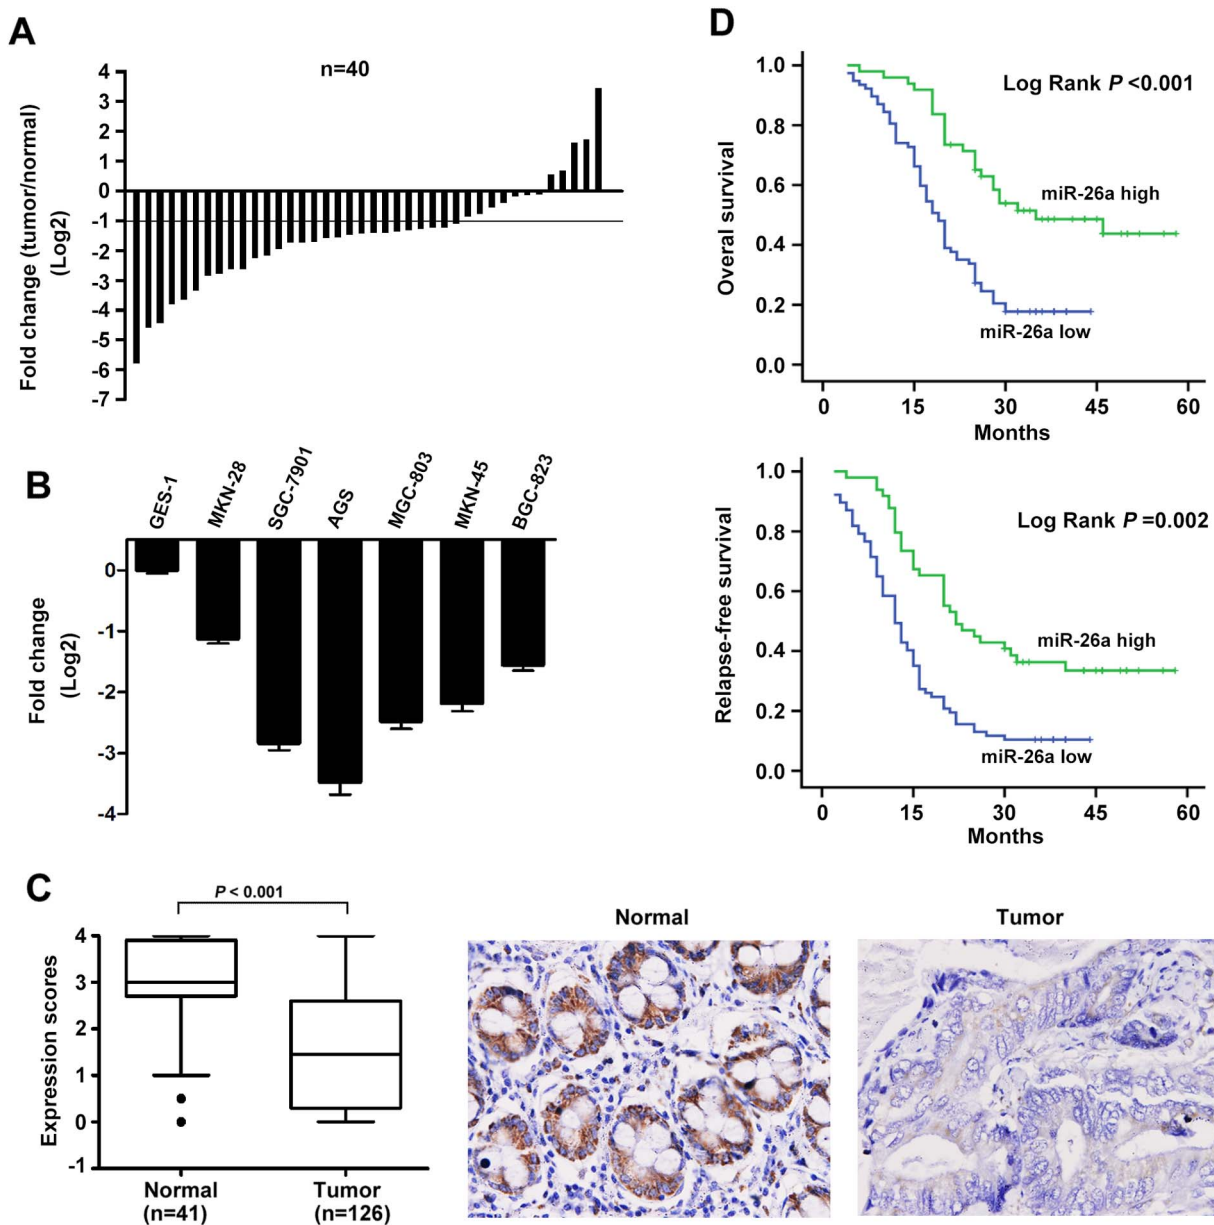 A
n=40
Fold change (tumor/normal)
(Log2)
4
3
2
1
0
-1
-2
-3
-4
-5
-6
-7
B
GES-1
MKN-28
SGC-7901
AGS
MGC-803
MKN-45
BGC-823
Fold change
(Log2)
0
-1
-2
-3
-4
C
P < 0.001
Expression scores
4
3
2
1
0
-1
Normal
(n=41)
Tumor
(n=126)
Normal
Tumor
D
Log Rank P <0.001
Overal survival
1.0
0.8
0.6
0.4
0.2
0.0
miR-26a high
miR-26a low
0 15 30 45 60
Months
Log Rank P =0.002
Relapse-free survival
1.0
0.8
0.6
0.4
0.2
0.0
miR-26a high
miR-26a low
0 15 30 45 60
Months